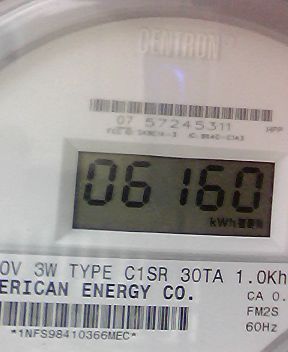 CENTRON
07 57245311 HPP
06160
kWh
0V 3W TYPE C1SR 30TA 1.0Kh
ERICAN ENERGY CO. CA 0.
FM2S
*1NFS98410366MEC* 60Hz